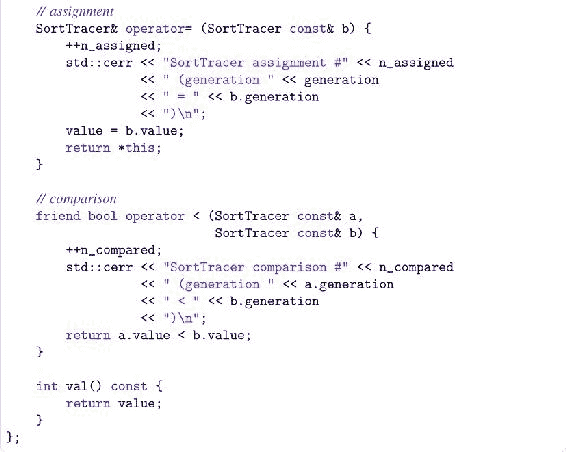 // assignment
SortTracer& operator= (SortTracer const& b) {
++n_assigned;
std::cerr << "SortTracer assignment #" << n_assigned
<< " (generation " << generation
<< " = " << b.generation
<< ")\n";
value = b.value;
return *this;
}
// comparison
friend bool operator < (SortTracer const& a,
SortTracer const& b) {
++n_compared;
std::cerr << "SortTracer comparison #" << n_compared
<< " (generation " << a.generation
<< " < " << b.generation
<< ")\n";
return a.value < b.value;
}
int val() const {
return value;
}
};